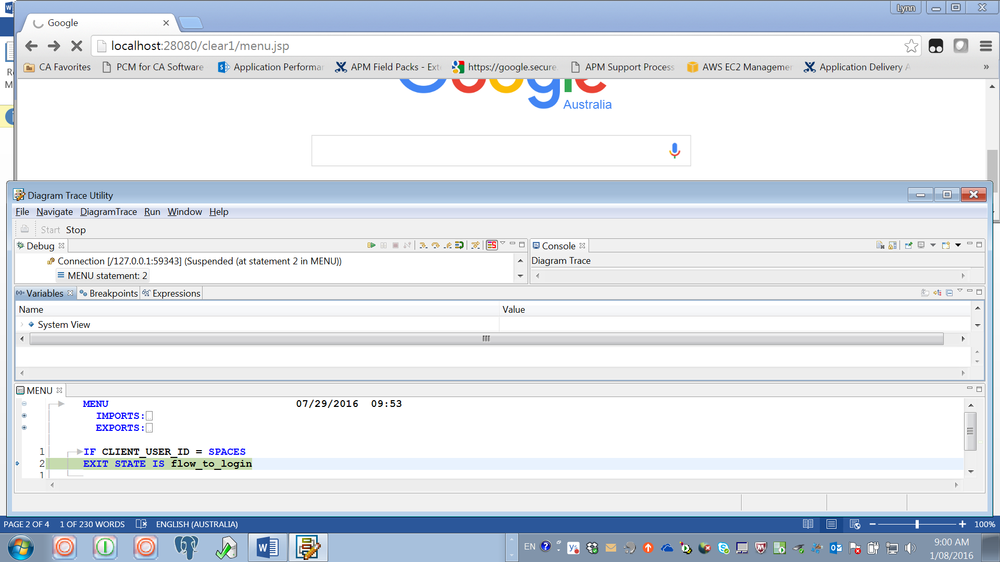 Lynn
Google
localhost:28080/clear1/menu.jsp
CA Favorites
PCM for CA Software
Application Performa
APM Field Packs - Exte
https://google.secure.
APM Support Process
AWS EC2 Managemen
Application Delivery A
»
Google
Australia
Diagram Trace Utility
File Navigate DiagramTrace Run Window Help
Start Stop
Debug
Console
Connection [/127.0.0.1:59343] (Suspended (at statement 2 in MENU))
Diagram Trace
MENU statement: 2
Variables Breakpoints Expressions
Name Value
System View
MENU
MENU 07/29/2016 09:53
IMPORTS:
EXPORTS:
1 IF CLIENT_USER_ID = SPACES
2 EXIT STATE IS flow_to_login
1
PAGE 2 OF 4 1 OF 230 WORDS ENGLISH (AUSTRALIA) 100%
EN
9:00 AM
1/08/2016